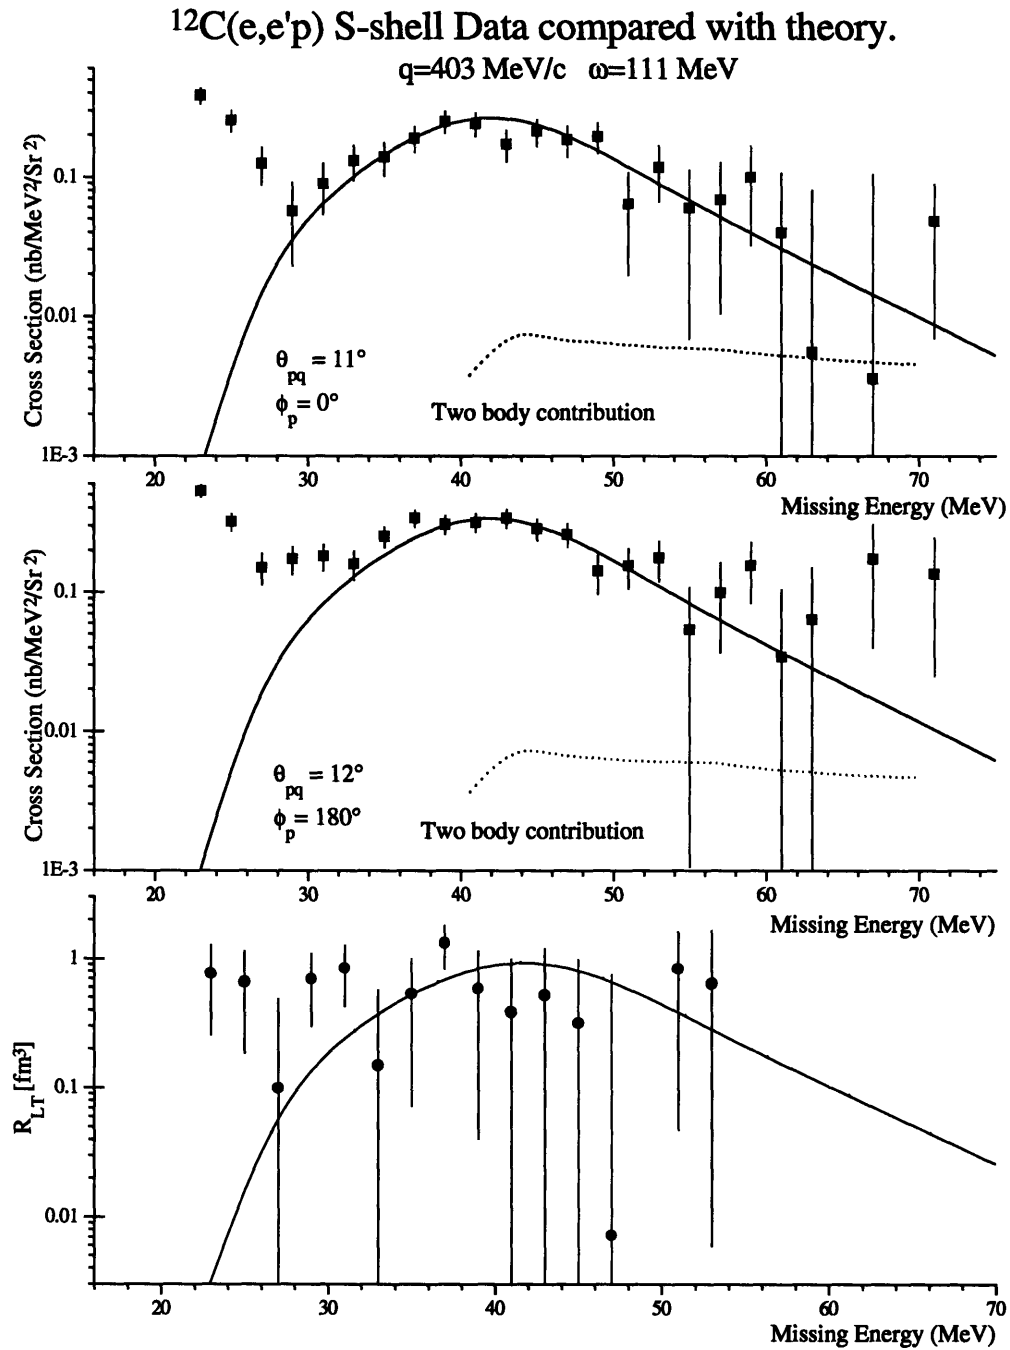 ¹²C(e,e'p) S-shell Data compared with theory.
q=403 MeV/c ω=111 MeV
Cross Section (nb/MeV²/Sr²)
0.1
0.01
1E-3
θpq = 11°
ϕp = 0°
Two body contribution
20 30 40 50 60 70
Missing Energy (MeV)
Cross Section (nb/MeV²/Sr²)
0.1
0.01
1E-3
θpq = 12°
ϕp = 180°
Two body contribution
20 30 40 50 60 70
Missing Energy (MeV)
R_LT [fm³]
1
0.1
0.01
20 30 40 50 60 70
Missing Energy (MeV)